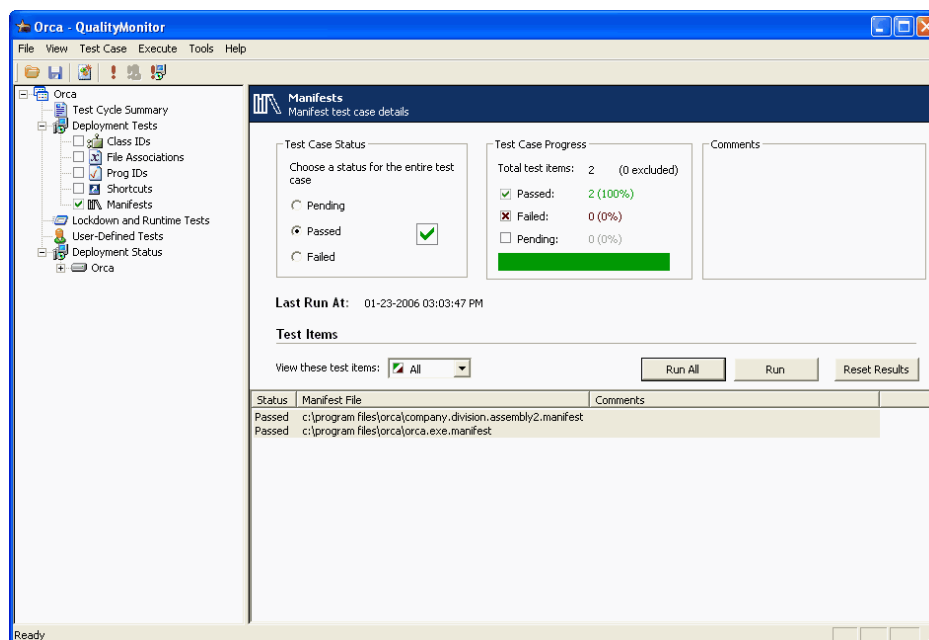 Orca - QualityMonitor
File View Test Case Execute Tools Help
Orca
Test Cycle Summary
Deployment Tests
Class IDs
File Associations
Prog IDs
Shortcuts
Manifests
Lockdown and Runtime Tests
User-Defined Tests
Deployment Status
Orca
Manifests
Manifest test case details
Test Case Status
Choose a status for the entire test
case
Pending
Passed
Failed
Test Case Progress
Total test items: 2 (0 excluded)
Passed: 2 (100%)
Failed: 0 (0%)
Pending: 0 (0%)
Comments
Last Run At: 01-23-2006 03:03:47 PM
Test Items
View these test items: All Run All Run Reset Results
Status Manifest File Comments
Passed c:\program files\orca\company.division.assembly2.manifest
Passed c:\program files\orca\orca.exe.manifest
Ready